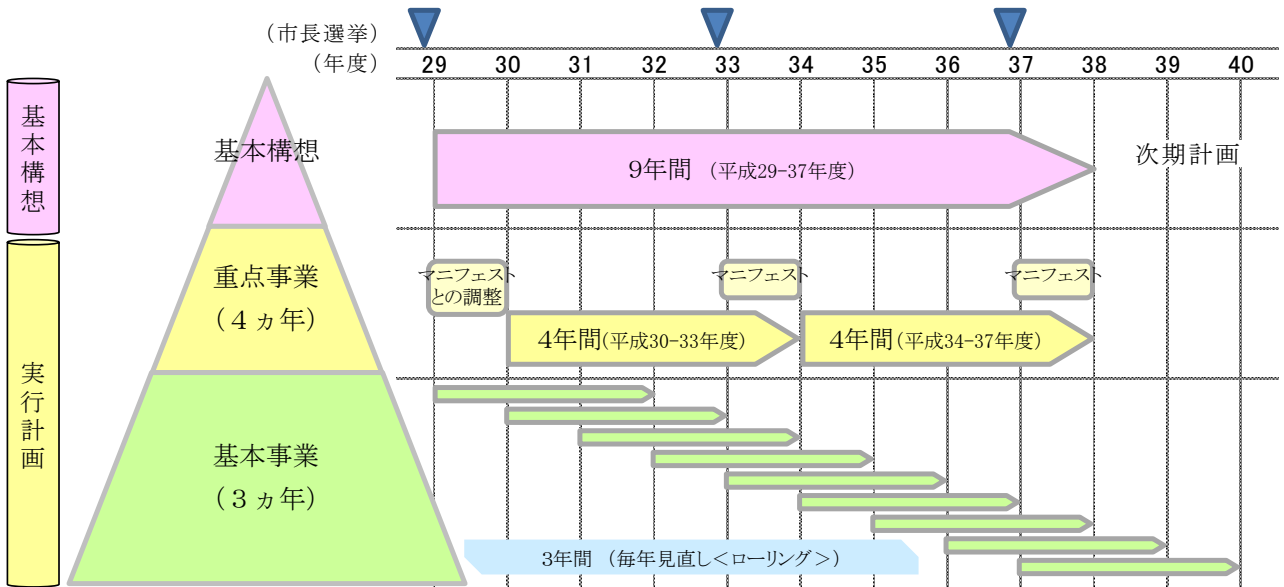 (市長選挙)
(年度)
29 30 31 32 33 34 35 36 37 38 39 40
基本構想
基本構想
9年間 (平成29-37年度)
次期計画
実行計画
重点事業
(４ヵ年)
マニフェスト
との調整
マニフェスト
マニフェスト
4年間(平成30-33年度)
4年間(平成34-37年度)
基本事業
(３ヵ年)
3年間 (毎年見直し<ローリング>)